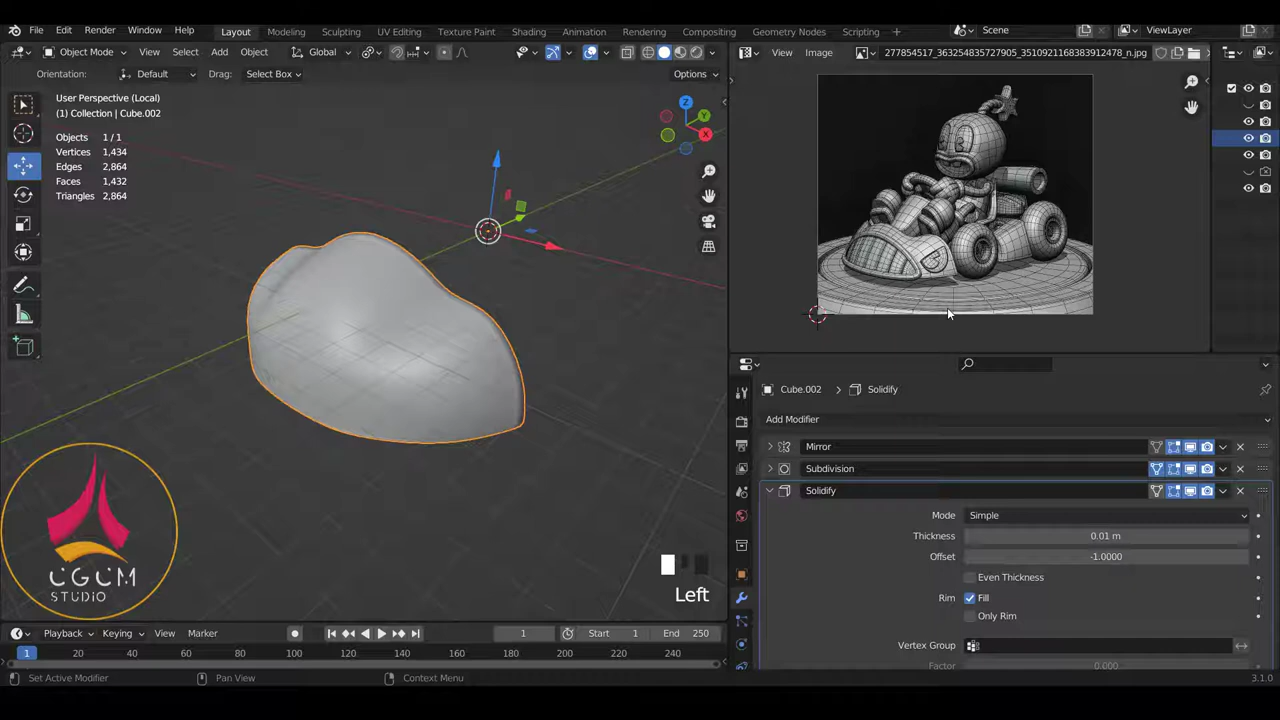 File Edit Render Window Help Layout Modeling Sculpting UV Editing Texture Paint Shading Animation Rendering Compositing Geometry Nodes Scripting Scene ViewLayer
Object Mode View Select Add Object Global View Image 277854517_363254835727905_3510921168383912478_n.jpg
Orientation: Default Drag: Select Box Options
User Perspective (Local)
(1) Collection | Cube.002
Objects 1 / 1
Vertices 1,434
Edges 2,864
Faces 1,432
Triangles 2,864
Z
Y
X
Cube.002 Solidify
Add Modifier
Mirror
Subdivision
Solidify
Mode Simple
Thickness 0.01 m
Offset -1.0000
Even Thickness
Rim Fill
Only Rim
Vertex Group
Factor 0.000
CGCM
STUDIO
Left
Playback Keying View Marker 1 Start 1 End 250
1 20 40 60 80 100 120 140 160 180 200 220 240
Set Active Modifier Pan View Context Menu 3.1.0